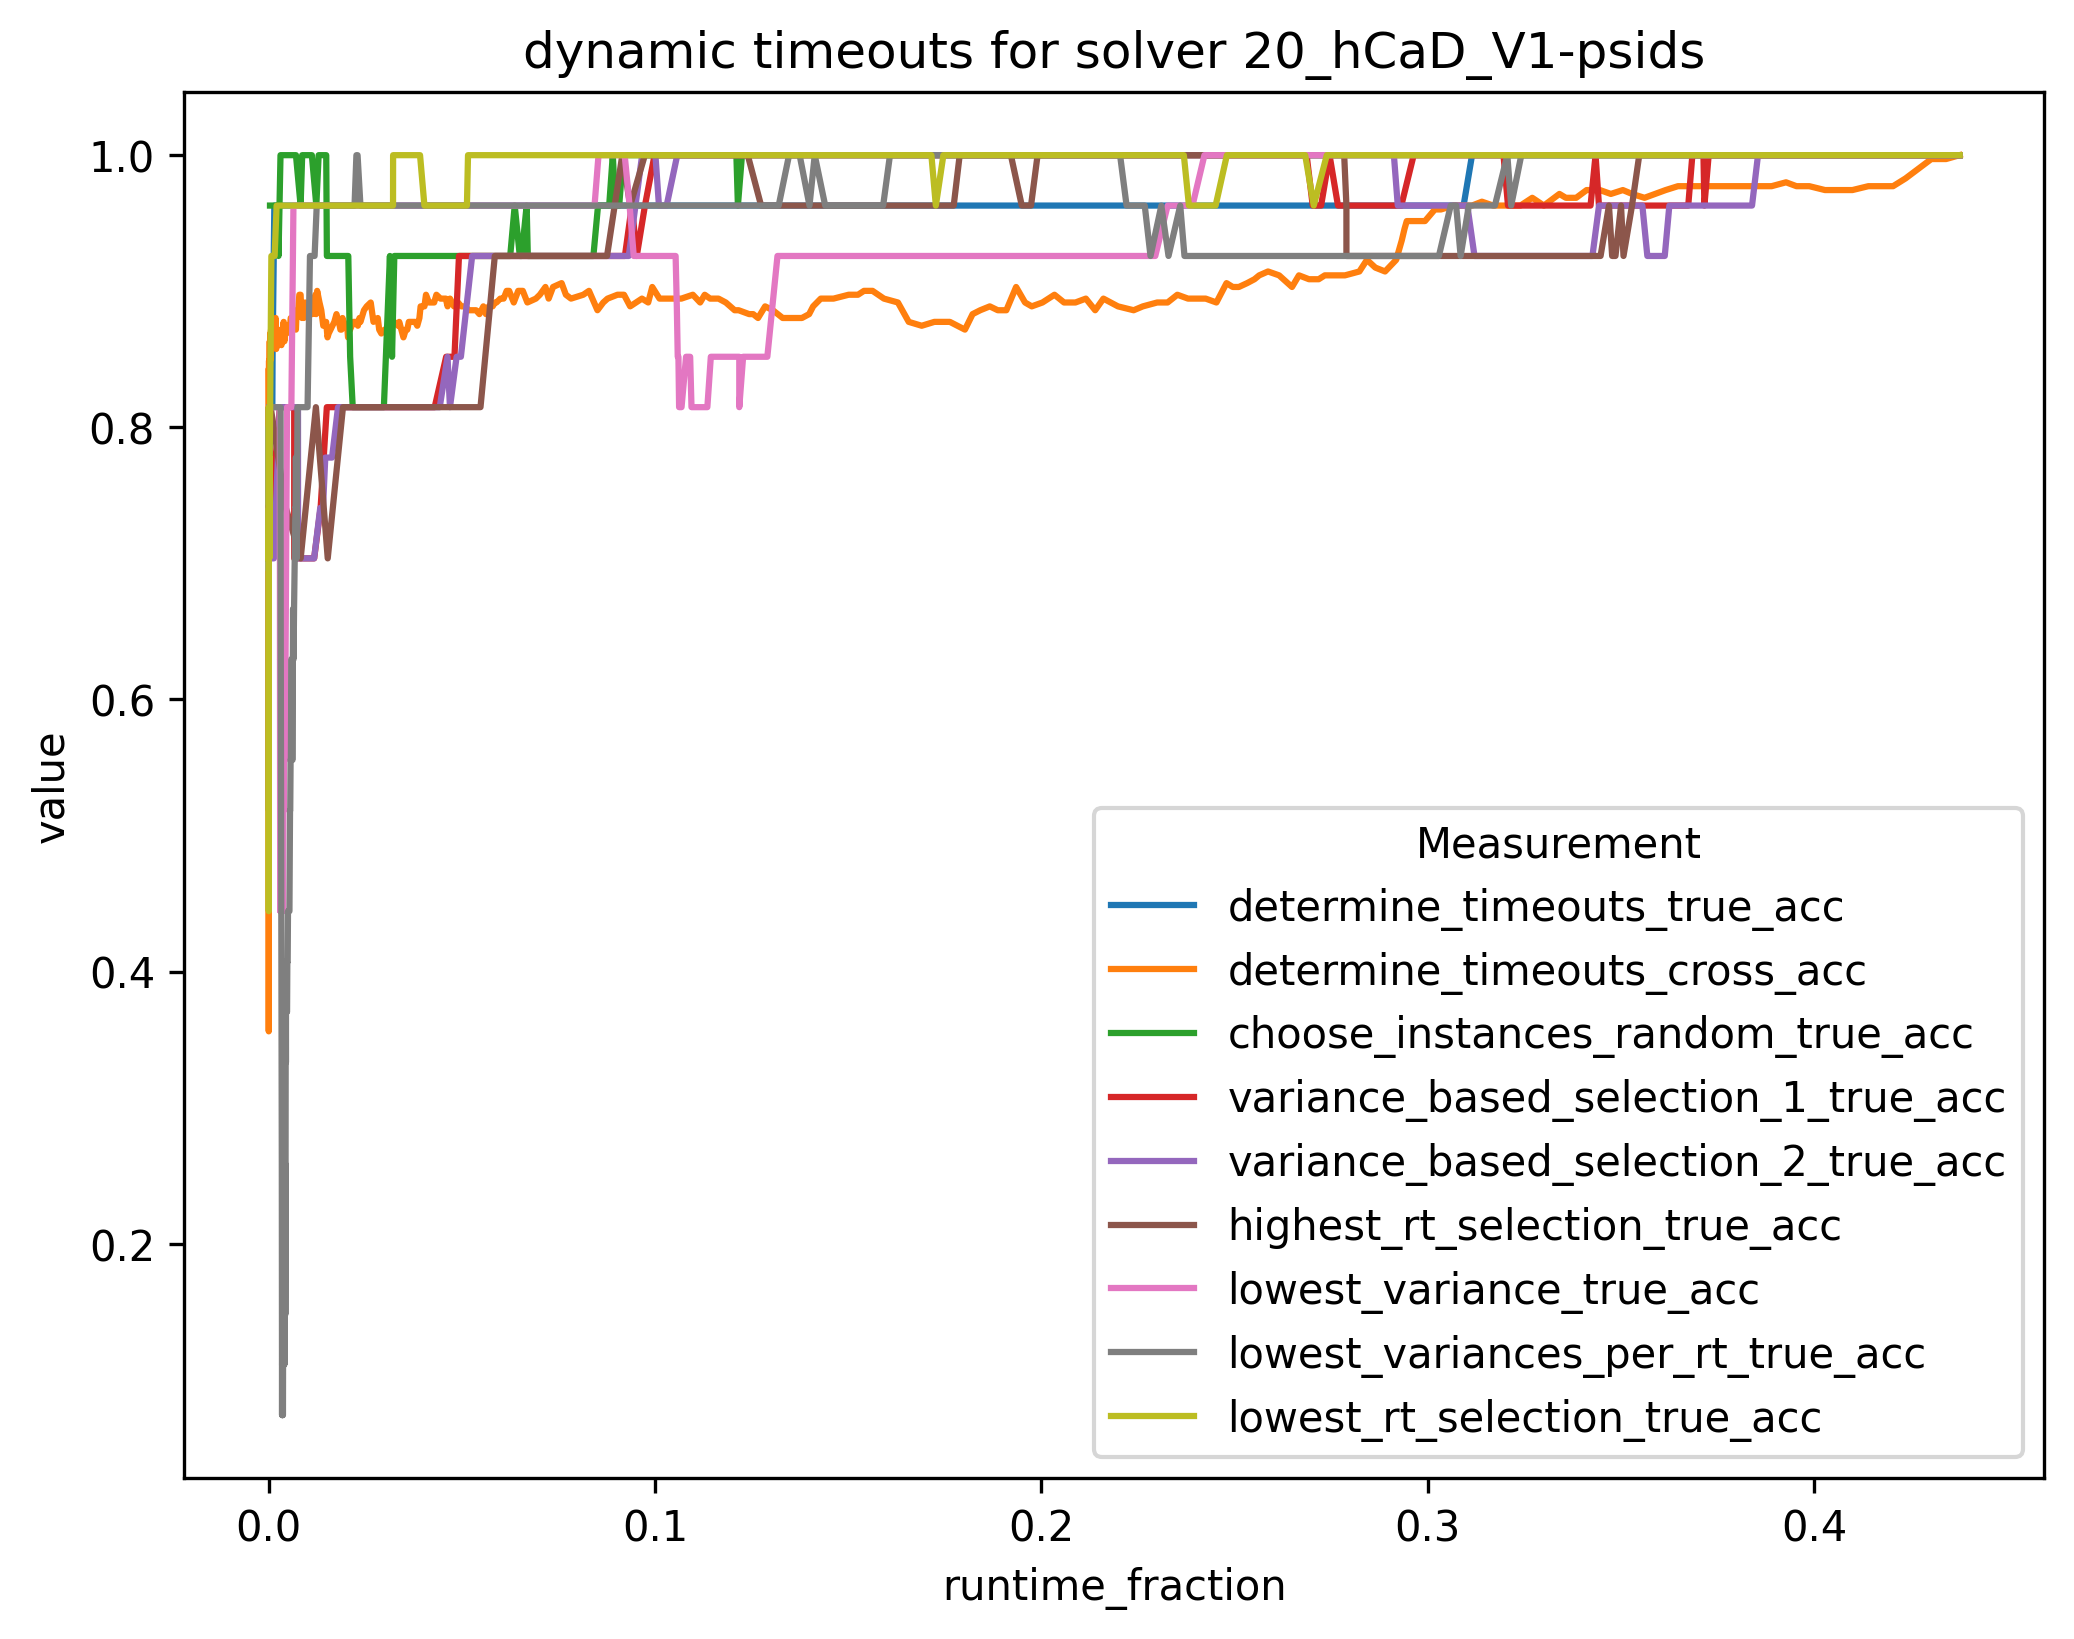 dynamic timeouts for solver 20_hCaD_V1-psids
1.0
0.8
0.6
0.4
0.2
value
0.0
0.1
0.2
0.3
0.4
runtime_fraction
Measurement
determine_timeouts_true_acc
determine_timeouts_cross_acc
choose_instances_random_true_acc
variance_based_selection_1_true_acc
variance_based_selection_2_true_acc
highest_rt_selection_true_acc
lowest_variance_true_acc
lowest_variances_per_rt_true_acc
lowest_rt_selection_true_acc